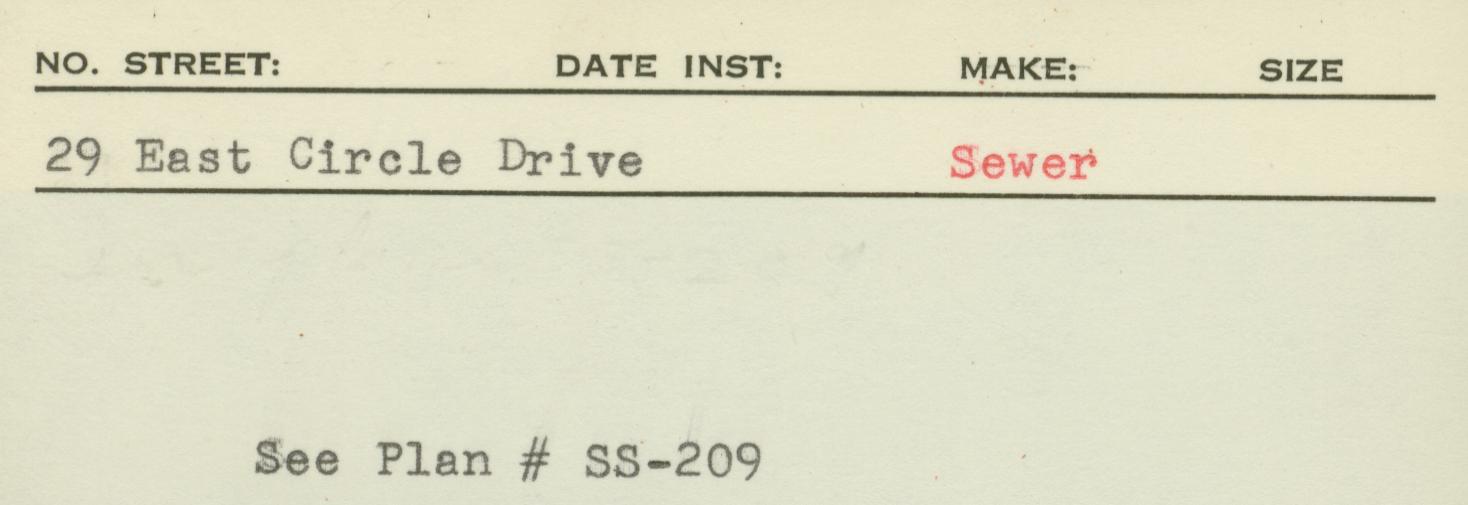 NO. STREET: DATE INST: MAKE: SIZE
29 East Circle Drive Sewer
See Plan # SS-209